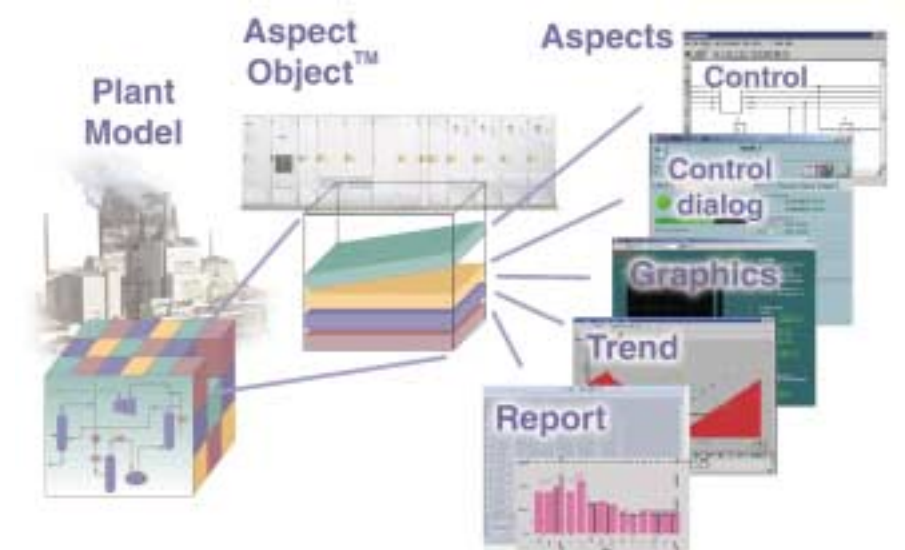 Plant
Model
Aspect
Object™
Aspects
Control
Control
dialog
Graphics
Trend
Report